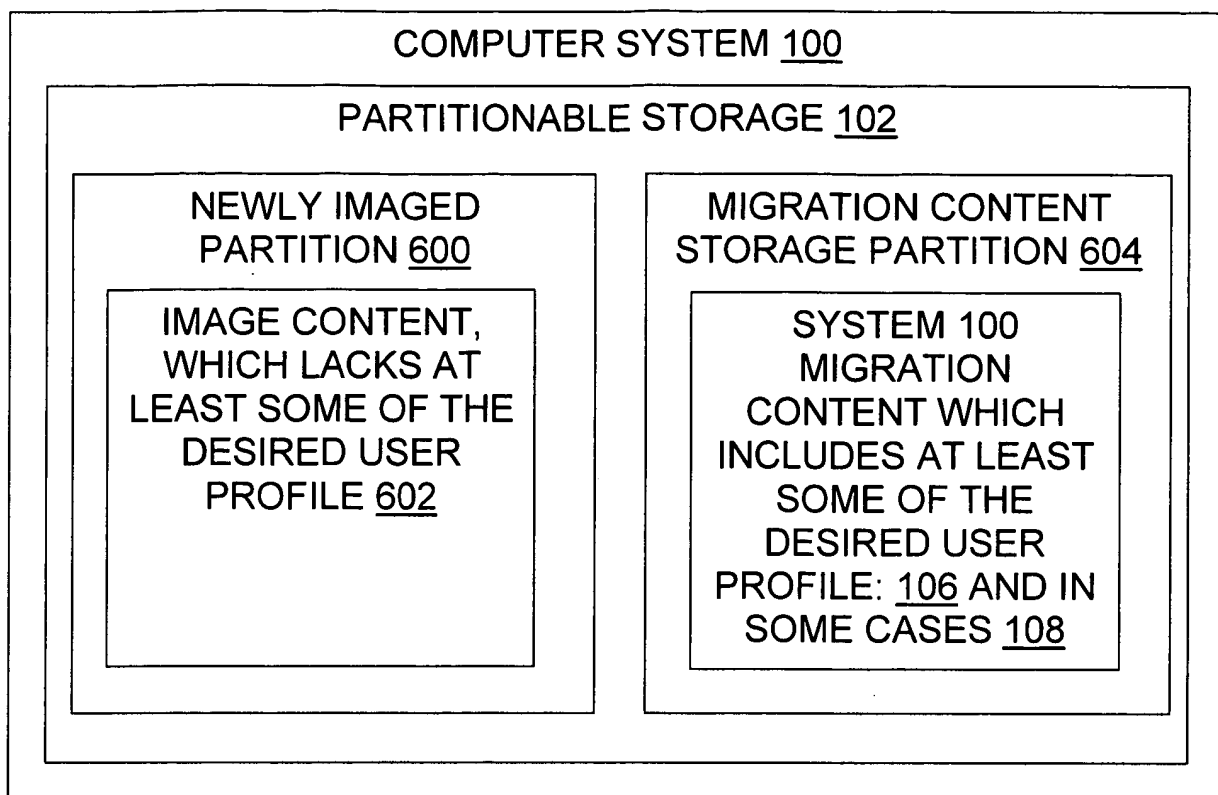 COMPUTER SYSTEM 100
PARTITIONABLE STORAGE 102
NEWLY IMAGED
PARTITION 600
IMAGE CONTENT,
WHICH LACKS AT
LEAST SOME OF THE
DESIRED USER
PROFILE 602
MIGRATION CONTENT
STORAGE PARTITION 604
SYSTEM 100
MIGRATION
CONTENT WHICH
INCLUDES AT LEAST
SOME OF THE
DESIRED USER
PROFILE: 106 AND IN
SOME CASES 108